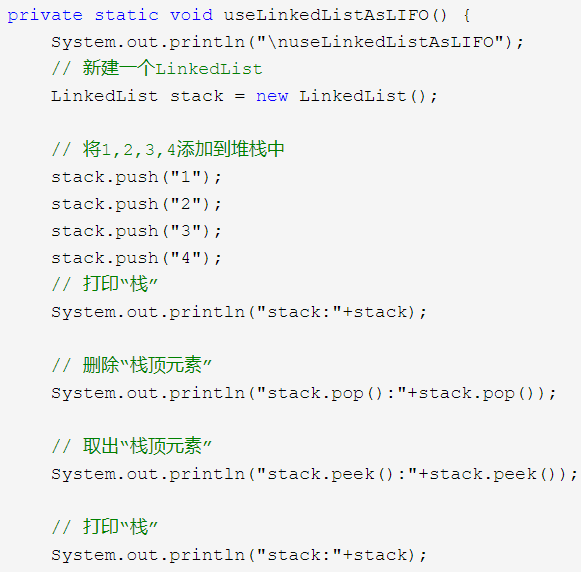 private static void useLinkedListAsLIFO() {
System.out.println("\nuseLinkedListAsLIFO");
// 新建一个LinkedList
LinkedList stack = new LinkedList();
// 将1,2,3,4添加到堆栈中
stack.push("1");
stack.push("2");
stack.push("3");
stack.push("4");
// 打印“栈”
System.out.println("stack:"+stack);
// 删除“栈顶元素”
System.out.println("stack.pop():"+stack.pop());
// 取出“栈顶元素”
System.out.println("stack.peek():"+stack.peek());
// 打印“栈”
System.out.println("stack:"+stack);